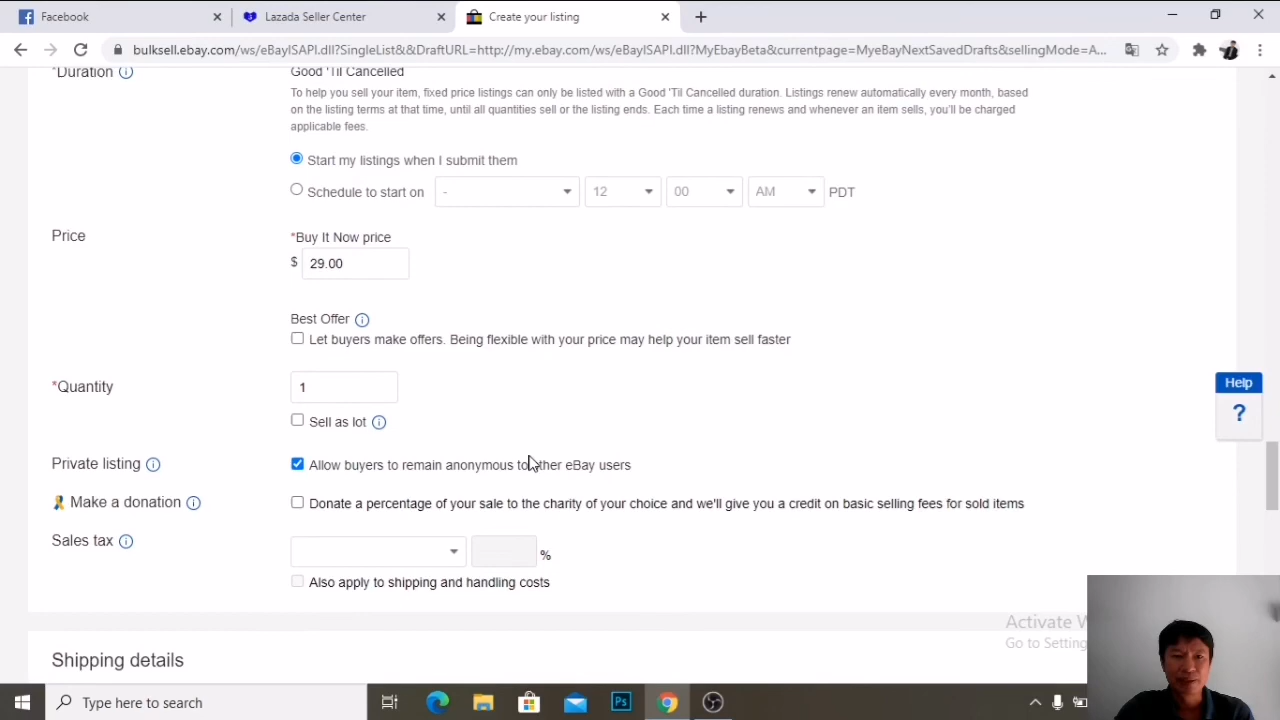 Facebook
Lazada Seller Center
Create your listing
bulksell.ebay.com/ws/eBayISAPI.dll?SingleList&&DraftURL=http://my.ebay.com/ws/eBayISAPI.dll?MyEbayBeta&currentpage=MyeBayNextSavedDrafts&sellingMode=A...
*Duration
Good 'Til Cancelled
To help you sell your item, fixed price listings can only be listed with a Good 'Til Cancelled duration. Listings renew automatically every month, based
on the listing terms at that time, until all quantities sell or the listing ends. Each time a listing renews and whenever an item sells, you'll be charged
applicable fees.
Start my listings when I submit them
Schedule to start on - 12 00 AM PDT
Price
*Buy It Now price
$ 29.00
Best Offer
Let buyers make offers. Being flexible with your price may help your item sell faster
*Quantity
1
Sell as lot
Help
?
Private listing
Allow buyers to remain anonymous to other eBay users
Make a donation
Donate a percentage of your sale to the charity of your choice and we'll give you a credit on basic selling fees for sold items
Sales tax
%
Also apply to shipping and handling costs
Activate W
Go to Setting
Shipping details
Type here to search
Ps